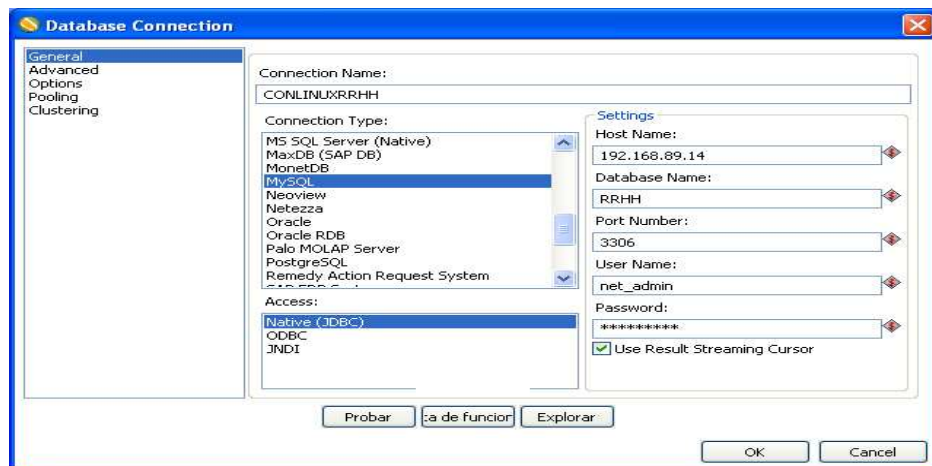 Database Connection
General
Advanced
Options
Pooling
Clustering
Connection Name:
CONLINUXRRHH
Connection Type:
MS SQL Server (Native)
MaxDB (SAP DB)
MonetDB
MySQL
Neoview
Netezza
Oracle
Oracle RDB
Palo MOLAP Server
PostgreSQL
Remedy Action Request System
Access:
Native (JDBC)
ODBC
JNDI
Settings
Host Name:
192.168.89.14
Database Name:
RRHH
Port Number:
3306
User Name:
net_admin
Password:
*********
Use Result Streaming Cursor
Probar
de funcior
Explorar
OK
Cancel